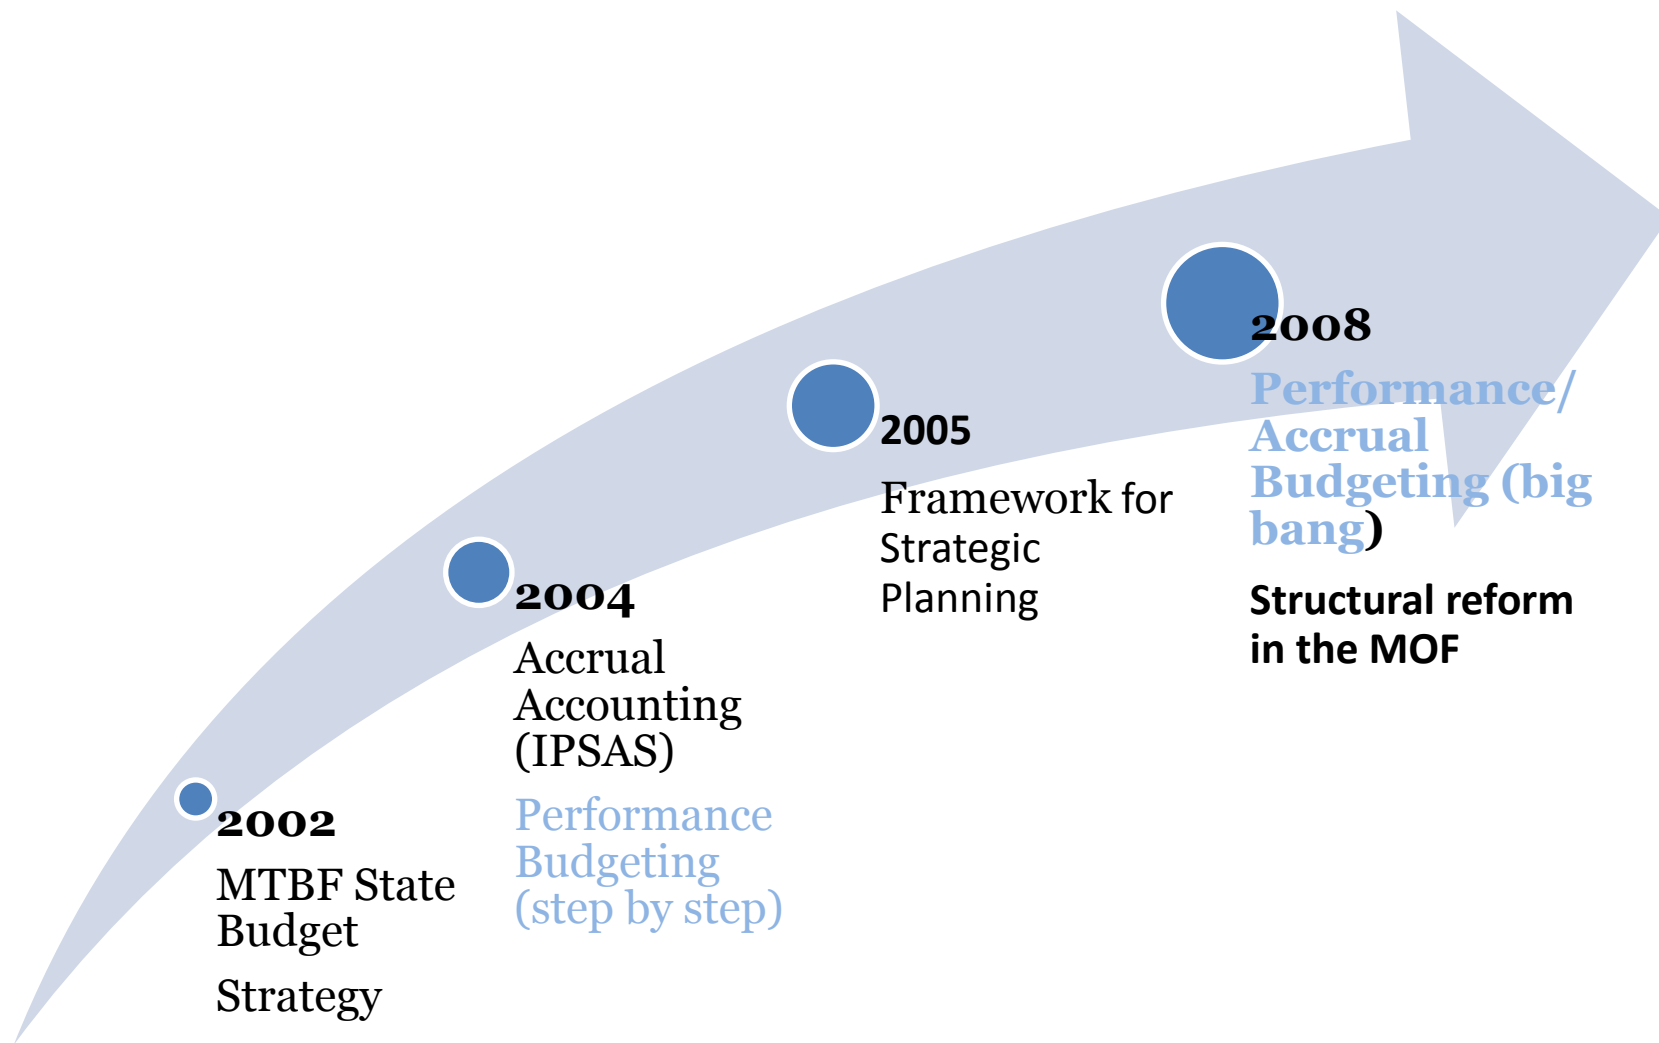 2002
MTBF State
Budget
Strategy
2004
Accrual
Accounting
(IPSAS)
Performance
Budgeting
(step by step)
2005
Framework for
Strategic
Planning
2008
Performance/
Accrual
Budgeting (big
bang)
Structural reform
in the MOF